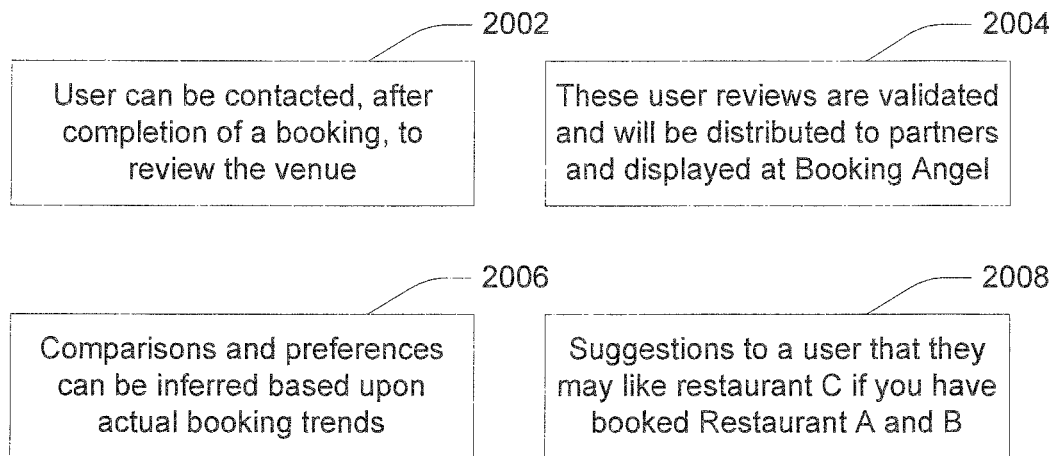 2002
User can be contacted, after
completion of a booking, to
review the venue
2004
These user reviews are validated
and will be distributed to partners
and displayed at Booking Angel
2006
Comparisons and preferences
can be inferred based upon
actual booking trends
2008
Suggestions to a user that they
may like restaurant C if you have
booked Restaurant A and B